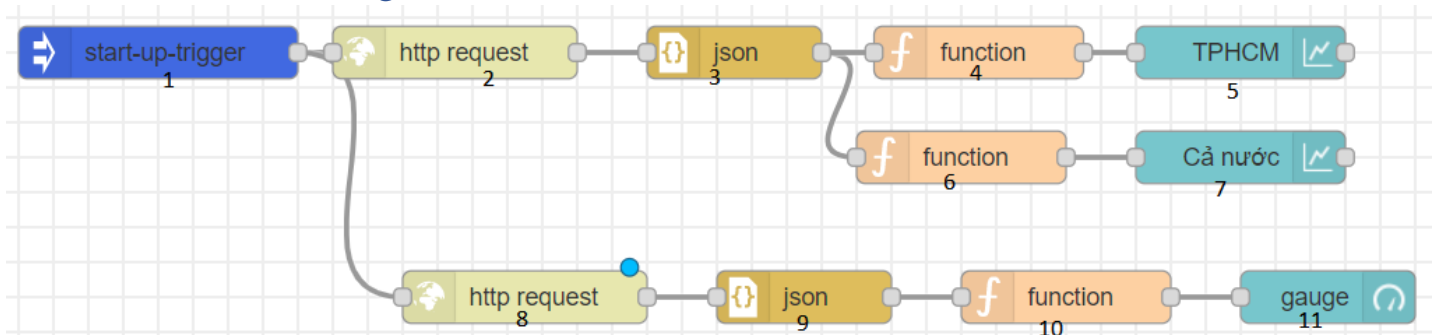 start-up-trigger
1
http request
2
{} json
3
function
4
TPHCM
5
function
6
Cả nước
7
http request
8
{} json
9
function
10
gauge
11